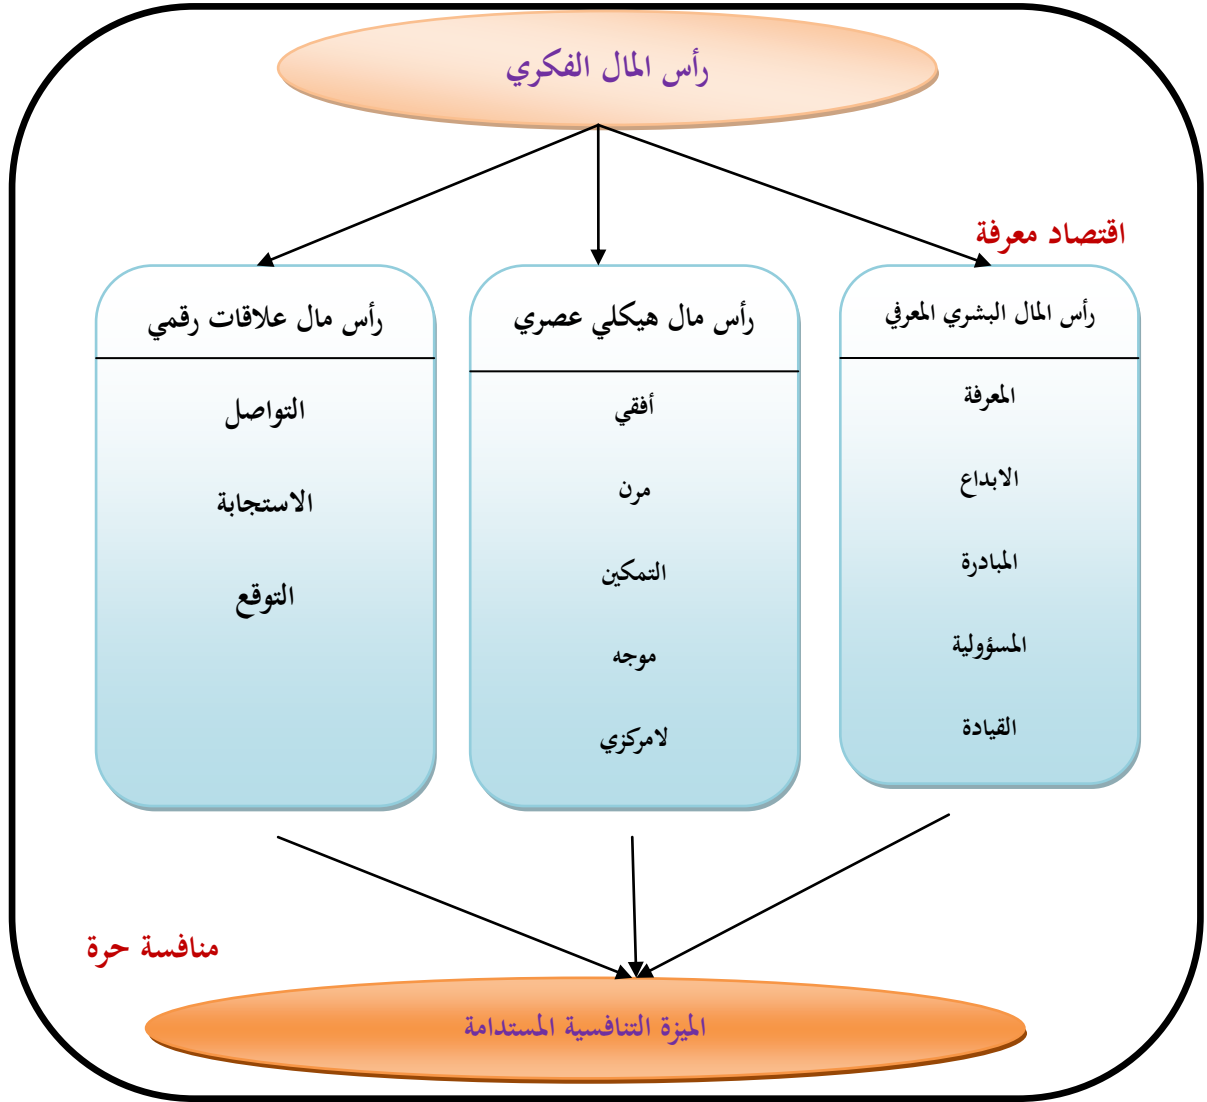 رأس المال الفكري
اقتصاد معرفة
رأس المال البشري المعرفي
المعرفة
الابداع
المبادرة
المسؤولية
القيادة
رأس مال هيكلي عصري
أفقي
مرن
التمكين
موجه
لامركزي
رأس مال علاقات رقمي
التواصل
الاستجابة
التوقع
منافسة حرة
الميزة التنافسية المستدامة